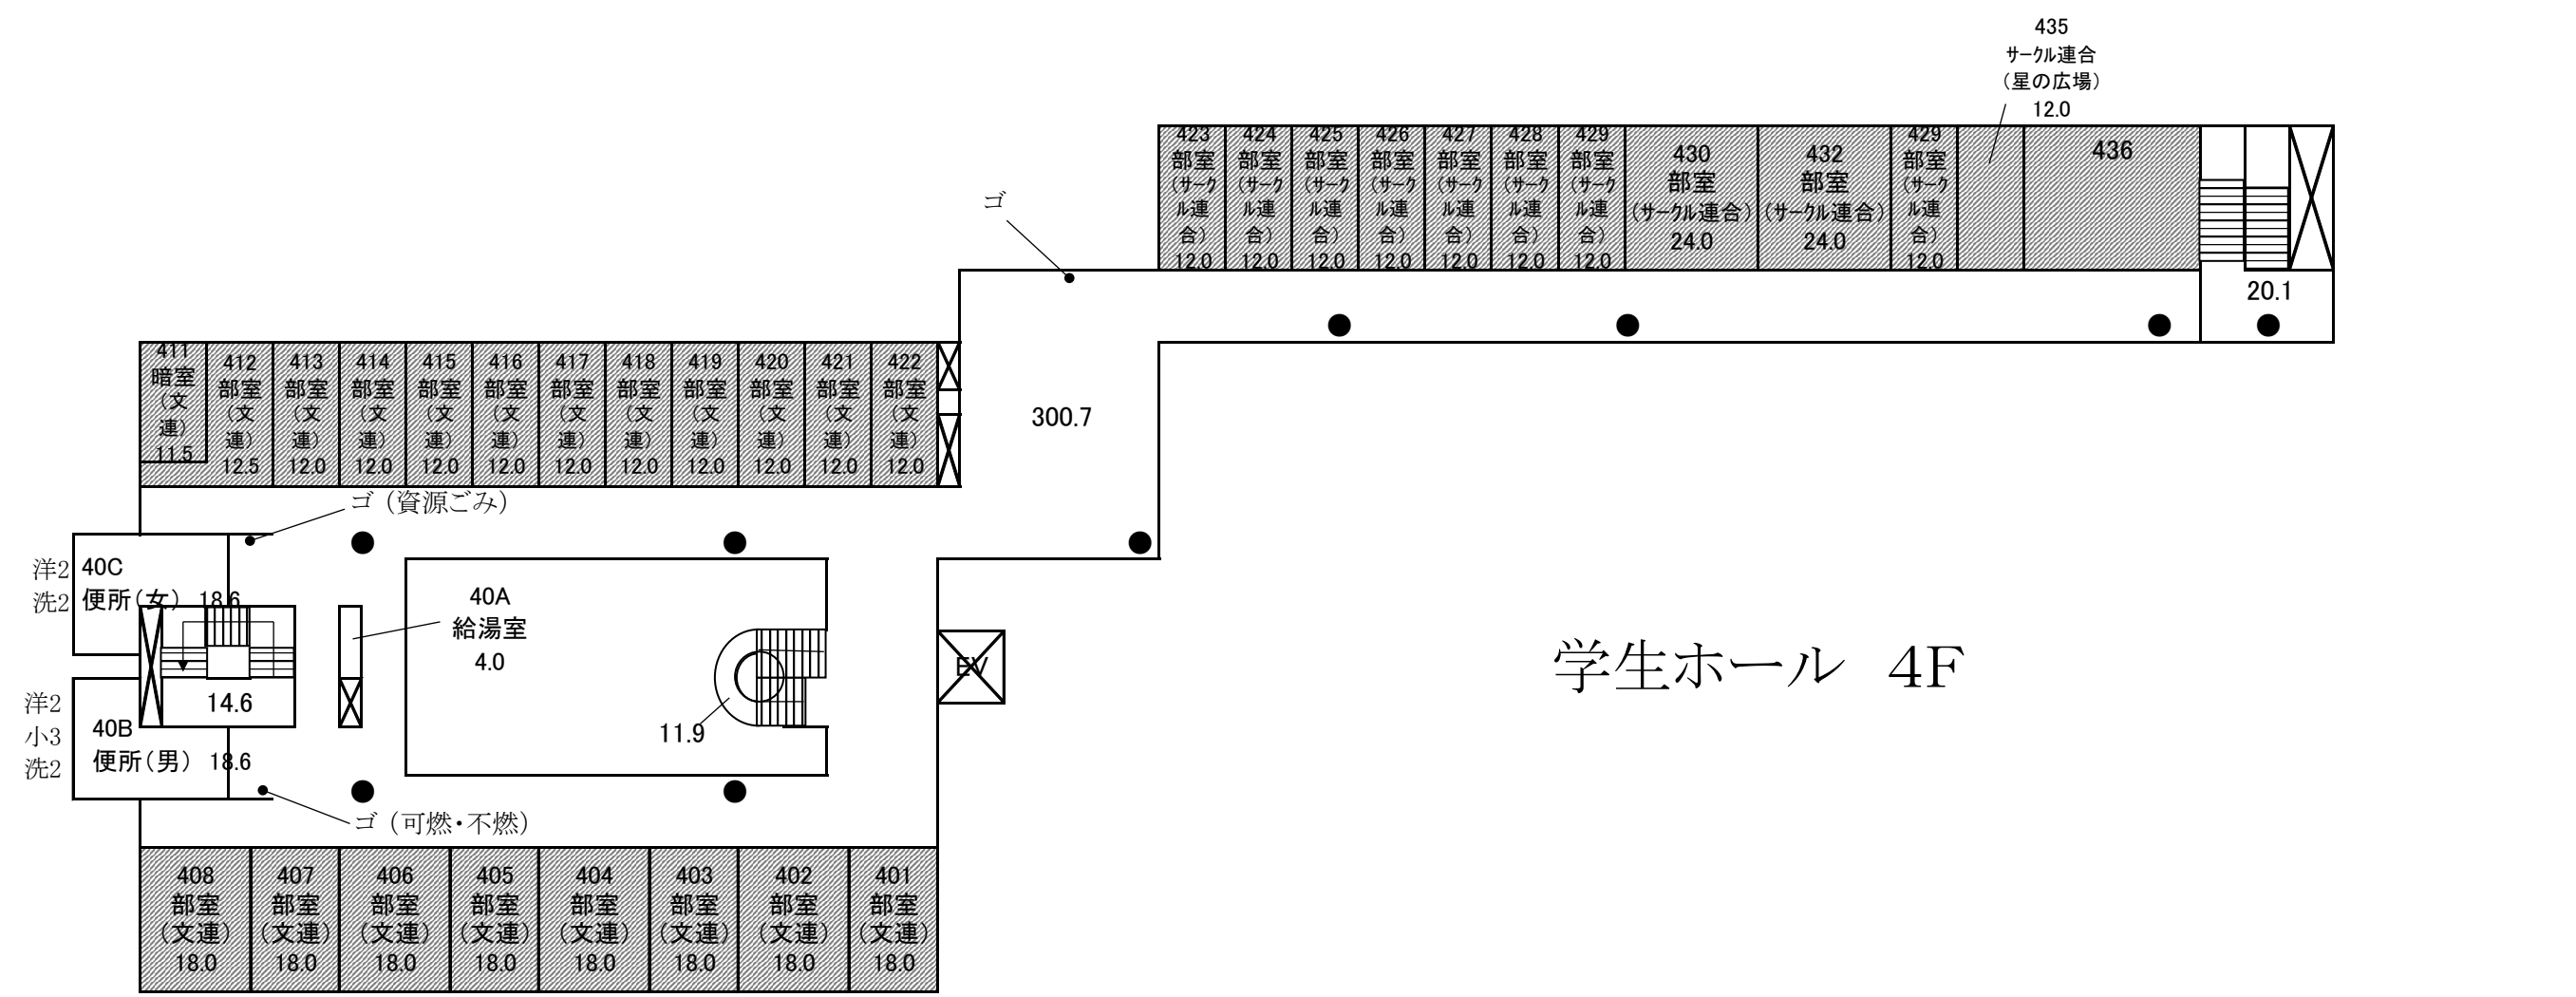 435
サークル連合
（星の広場）
12.0
423
部室
（サーク
ル連
合）
12.0
424
部室
（サーク
ル連
合）
12.0
425
部室
（サーク
ル連
合）
12.0
426
部室
（サーク
ル連
合）
12.0
427
部室
（サーク
ル連
合）
12.0
428
部室
（サーク
ル連
合）
12.0
429
部室
（サーク
ル連
合）
12.0
430
部室
（サークル連合）
24.0
432
部室
（サークル連合）
24.0
429
部室
（サーク
ル連
合）
12.0
436
20.1
ゴ
300.7
411
暗室
（文
連）
11.5
412
部室
（文
連）
12.5
413
部室
（文
連）
12.0
414
部室
（文
連）
12.0
415
部室
（文
連）
12.0
416
部室
（文
連）
12.0
417
部室
（文
連）
12.0
418
部室
（文
連）
12.0
419
部室
（文
連）
12.0
420
部室
（文
連）
12.0
421
部室
（文
連）
12.0
422
部室
（文
連）
12.0
ゴ（資源ごみ）
洋2
洗2
40C
便所（女） 18.6
14.6
洋2
小3
洗2
40B
便所（男） 18.6
40A
給湯室
4.0
11.9
EV
学生ホール 4F
ゴ（可燃・不燃）
408
部室
（文連）
18.0
407
部室
（文連）
18.0
406
部室
（文連）
18.0
405
部室
（文連）
18.0
404
部室
（文連）
18.0
403
部室
（文連）
18.0
402
部室
（文連）
18.0
401
部室
（文連）
18.0